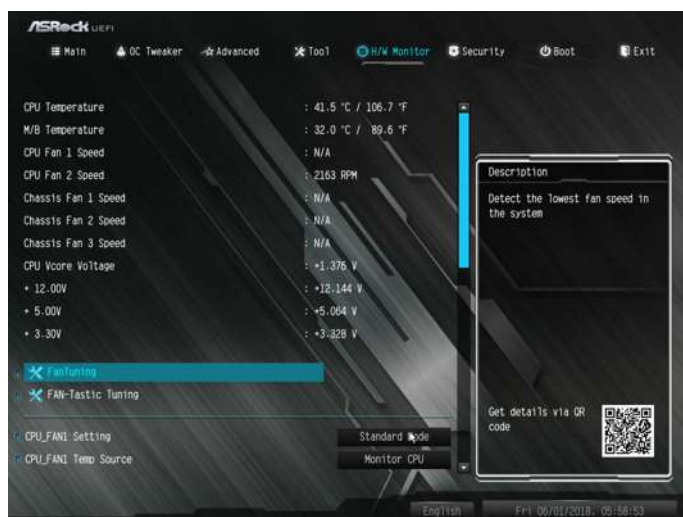 ASRock UEFI
Main OC Tweaker Advanced Tool H/W Monitor Security Boot Exit
CPU Temperature : 41.5 °C / 106.7 °F
M/B Temperature : 32.0 °C / 89.6 °F
CPU Fan 1 Speed : N/A
CPU Fan 2 Speed : 2163 RPM
Chassis Fan 1 Speed : N/A
Chassis Fan 2 Speed : N/A
Chassis Fan 3 Speed : N/A
CPU Vcore Voltage : +1.376 V
+ 12.00V : +12.144 V
+ 5.00V : +5.064 V
+ 3.30V : +3.328 V
FanTuning
FAN-Tastic Tuning
CPU_FAN1 Setting Standard Mode
CPU_FAN1 Temp Source Monitor CPU
Description
Detect the lowest fan speed in
the system
Get details via QR
code
English Fri 06/01/2018, 05:58:53